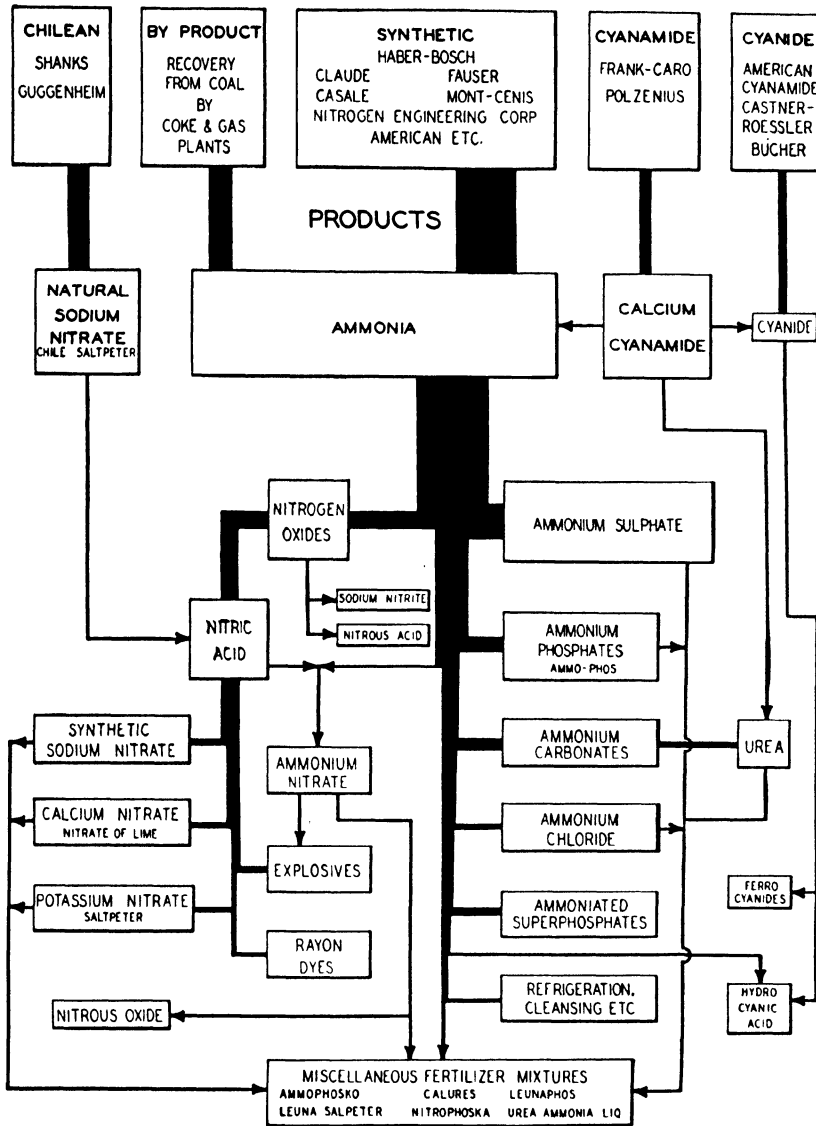 CHILEAN
SHANKS
GUGGENHEIM
BY PRODUCT
RECOVERY
FROM COAL
BY
COKE & GAS
PLANTS
SYNTHETIC
HABER-BOSCH
CLAUDE FAUSER
CASALE MONT-CENIS
NITROGEN ENGINEERING CORP
AMERICAN ETC.
CYANAMIDE
FRANK-CARO
POLZENIUS
CYANIDE
AMERICAN
CYANAMIDE
CASTNER-
ROESSLER
BUCHER
PRODUCTS
NATURAL
SODIUM
NITRATE
CHILE SALTPETER
AMMONIA
CALCIUM
CYANAMIDE
CYANIDE
NITROGEN
OXIDES
AMMONIUM SULPHATE
SODIUM NITRITE
NITROUS ACID
NITRIC
ACID
AMMONIUM
PHOSPHATES
AMMO-PHOS
SYNTHETIC
SODIUM NITRATE
AMMONIUM
NITRATE
AMMONIUM
CARBONATES
UREA
CALCIUM NITRATE
NITRATE OF LIME
EXPLOSIVES
AMMONIUM
CHLORIDE
POTASSIUM NITRATE
SALTPETER
RAYON
DYES
AMMONIATED
SUPERPHOSPHATES
FERRO
CYANIDES
NITROUS OXIDE
REFRIGERATION,
CLEANSING ETC
HYDRO
CYANIC
ACID
MISCELLANEOUS FERTILIZER MIXTURES
AMMOPHOSKO CALURES LEUNAPHOS
LEUNA SALPETER NITROPHOSKA UREA AMMONIA LIQ